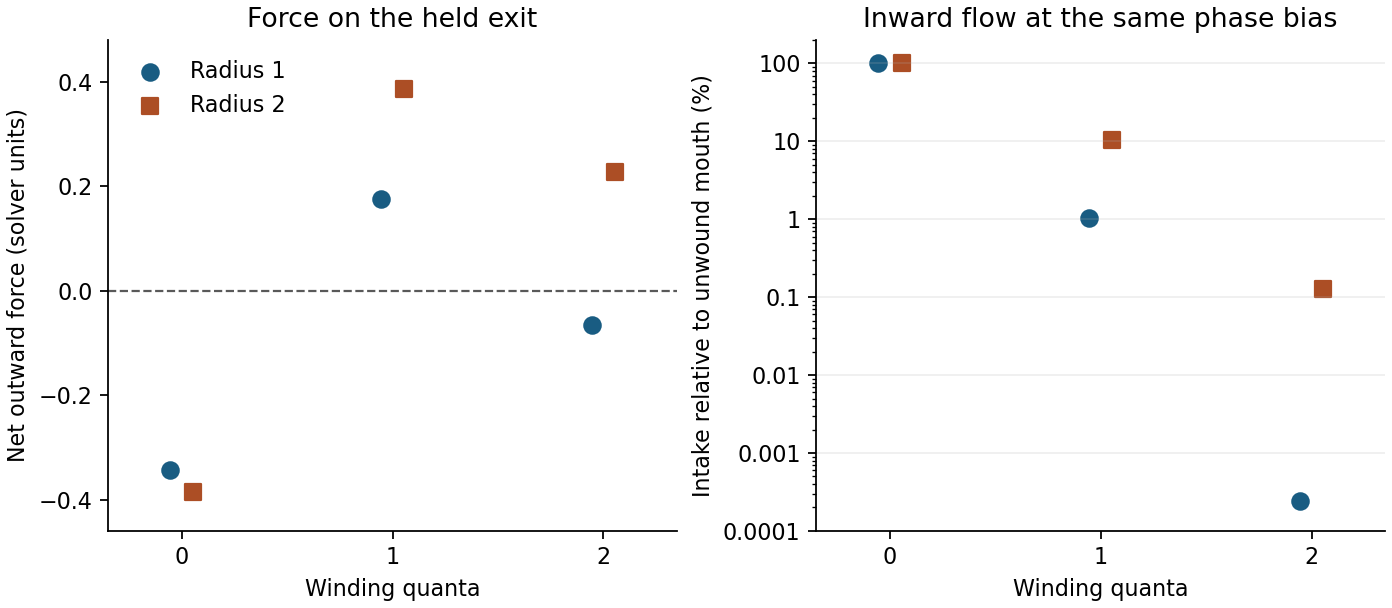 Force on the held exit
Net outward force (solver units)
0.4
0.2
0.0
−0.2
−0.4
Radius 1
Radius 2
0
1
2
Winding quanta
Inward flow at the same phase bias
Intake relative to unwound mouth (%)
100
10
1
0.1
0.01
0.001
0.0001
0
1
2
Winding quanta